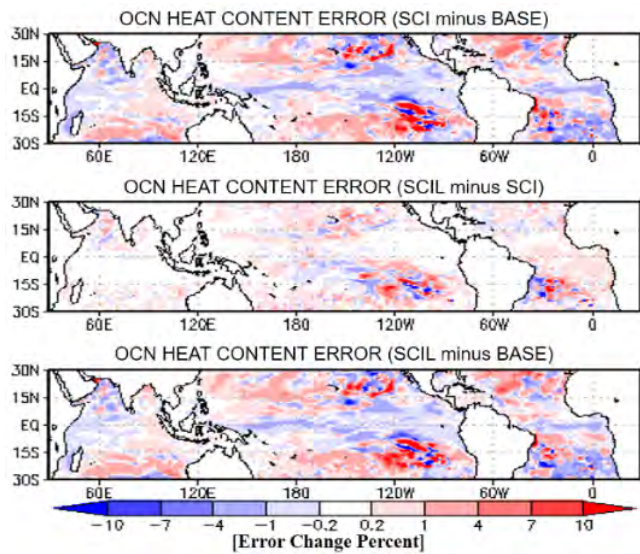 OCN HEAT CONTENT ERROR (SCI minus BASE)
30N
15N
EQ
15S
30S
60E 120E 180 120W 60W 0
OCN HEAT CONTENT ERROR (SCIL minus SCI)
30N
15N
EQ
15S
30S
60E 120E 180 120W 60W 0
OCN HEAT CONTENT ERROR (SCIL minus BASE)
30N
15N
EQ
15S
30S
60E 120E 180 120W 60W 0
−10 −7 −4 −1 −0.2 0.2 1 4 7 10
[Error Change Percent]